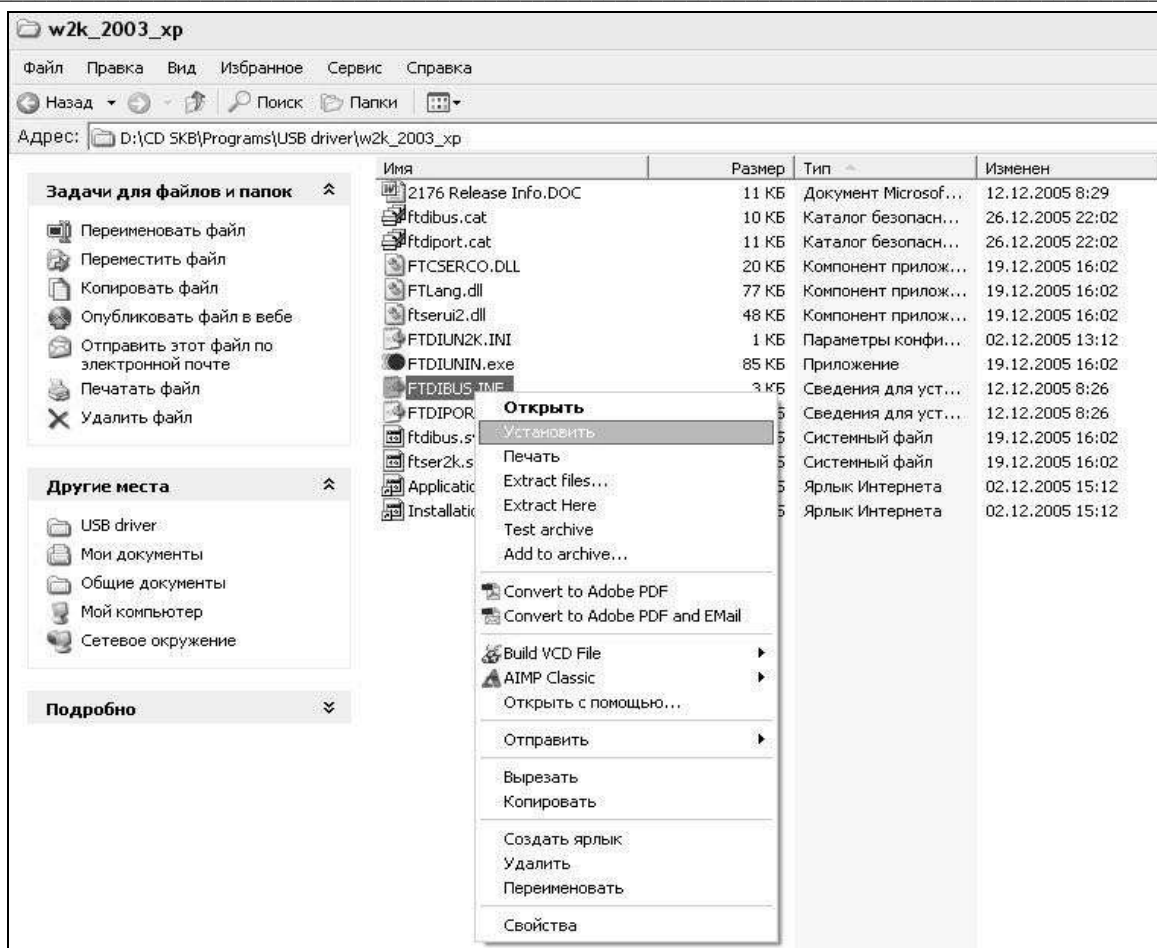 w2k_2003_xp
Файл Правка Вид Избранное Сервис Справка
Назад Поиск Папки
Адрес: D:\CD SKB\Programs\USB driver\w2k_2003_xp
Задачи для файлов и папок
Переименовать файл
Переместить файл
Копировать файл
Опубликовать файл в вебе
Отправить этот файл по
электронной почте
Печатать файл
Удалить файл
Другие места
USB driver
Мои документы
Общие документы
Мой компьютер
Сетевое окружение
Подробно
Имя Размер Тип Изменен
2176 Release Info.DOC 11 КБ Документ Microsof... 12.12.2005 8:29
ftdibus.cat 10 КБ Каталог безопасн... 26.12.2005 22:02
ftdiport.cat 11 КБ Каталог безопасн... 26.12.2005 22:02
FTCSERCO.DLL 20 КБ Компонент прилож... 19.12.2005 16:02
FTLang.dll 77 КБ Компонент прилож... 19.12.2005 16:02
ftserui2.dll 48 КБ Компонент прилож... 19.12.2005 16:02
FTDIUN2K.INI 1 КБ Параметры конфи... 02.12.2005 13:12
FTDIUNIN.exe 85 КБ Приложение 19.12.2005 16:02
FTDIBUS.INF 3 КБ Сведения для уст... 12.12.2005 8:26
FTDIPOR Сведения для уст... 12.12.2005 8:26
ftdibus.s Системный файл 19.12.2005 16:02
ftser2k.s Системный файл 19.12.2005 16:02
Applicatio Ярлык Интернета 02.12.2005 15:12
Installatio Ярлык Интернета 02.12.2005 15:12
Открыть
Установить
Печать
Extract files...
Extract Here
Test archive
Add to archive...
Convert to Adobe PDF
Convert to Adobe PDF and EMail
Build VCD File
AIMP Classic
Открыть с помощью...
Отправить
Вырезать
Копировать
Создать ярлык
Удалить
Переименовать
Свойства